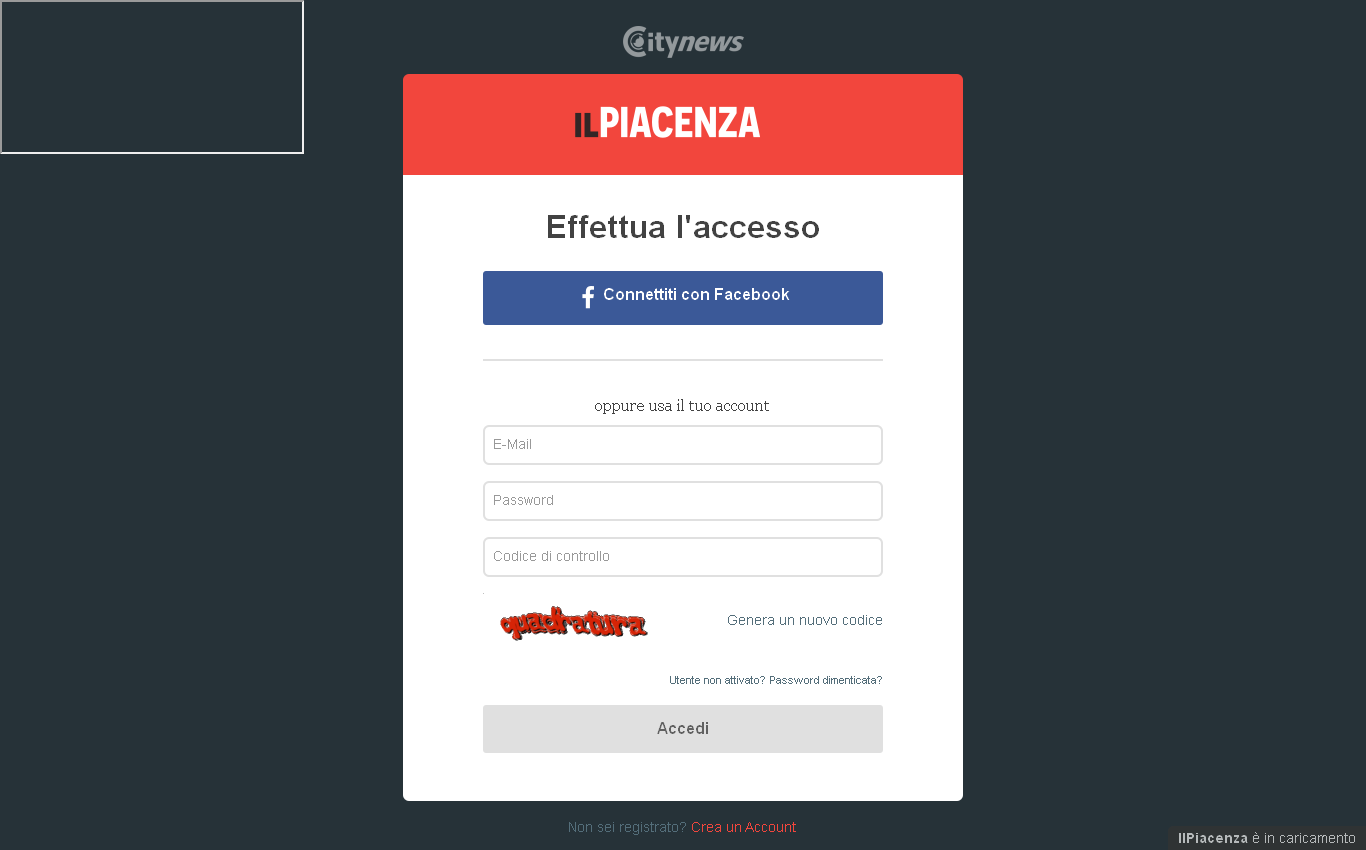 Citynews
ILPIACENZA
Effettua l'accesso
Connettiti con Facebook
oppure usa il tuo account
E-Mail
Password
Codice di controllo
quadratura
Genera un nuovo codice
Utente non attivato? Password dimenticata?
Accedi
Non sei registrato? Crea un Account
IlPiacenza è in caricamento